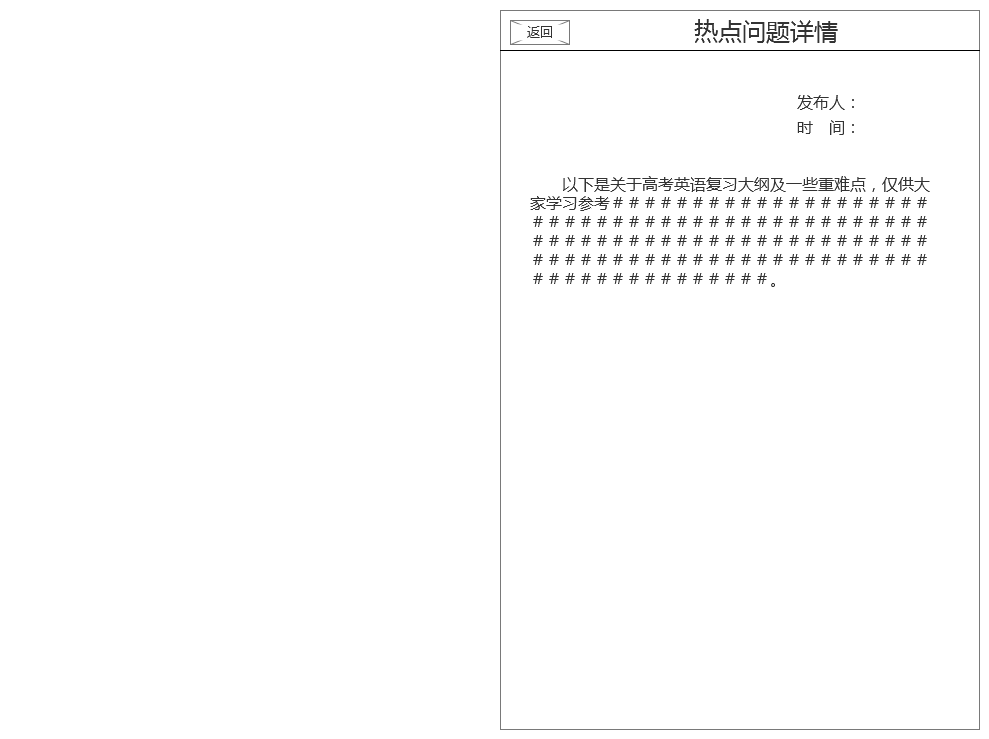 返回
热点问题详情
发布人：
时　间：
以下是关于高考英语复习大纲及一些重难点，仅供大
家学习参考＃＃＃＃＃＃＃＃＃＃＃＃＃＃＃＃＃＃＃＃
＃＃＃＃＃＃＃＃＃＃＃＃＃＃＃＃＃＃＃＃＃＃＃＃＃
＃＃＃＃＃＃＃＃＃＃＃＃＃＃＃＃＃＃＃＃＃＃＃＃＃
＃＃＃＃＃＃＃＃＃＃＃＃＃＃＃＃＃＃＃＃＃＃＃＃＃
＃＃＃＃＃＃＃＃＃＃＃＃＃＃＃。